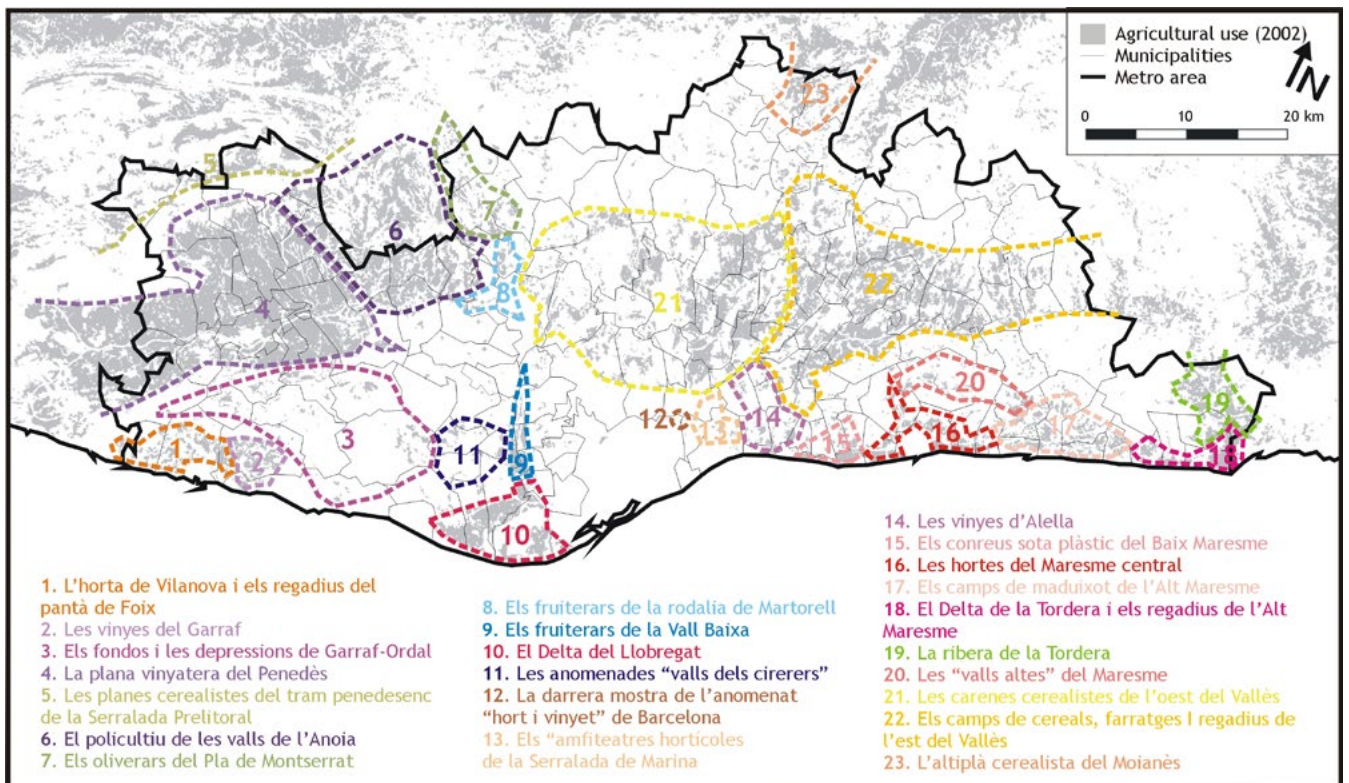 Agricultural use (2002)
Municipalities
Metro area
N
0 10 20 km
23
5
6
7
8
4
21
22
20
19
12
14
13
17
3
1
2
11
9
15
16
18
10
1. L'horta de Vilanova i els regadius del
pantà de Foix
2. Les vinyes del Garraf
3. Els fondos i les depressions de Garraf-Ordal
4. La plana vinyatera del Penedès
5. Les planes cerealistes del tram penedesenc
de la Serralada Prelitoral
6. El policultiu de les valls de l'Anoia
7. Els oliverars del Pla de Montserrat
8. Els fruiterars de la rodalia de Martorell
9. Els fruiterars de la Vall Baixa
10. El Delta del Llobregat
11. Les anomenades "valls dels cirerers"
12. La darrera mostra de l'anomenat
"hort i vinyet" de Barcelona
13. Els "amfiteatres hortícoles
de la Serralada de Marina
14. Les vinyes d'Alella
15. Els conreus sota plàstic del Baix Maresme
16. Les hortes del Maresme central
17. Els camps de maduixot de l'Alt Maresme
18. El Delta de la Tordera i els regadius de l'Alt
Maresme
19. La ribera de la Tordera
20. Les "valls altes" del Maresme
21. Les carenes cerealistes de l'oest del Vallès
22. Els camps de cereals, farratges I regadius de
l'est del Vallès
23. L'altiplà cerealista del Moianès